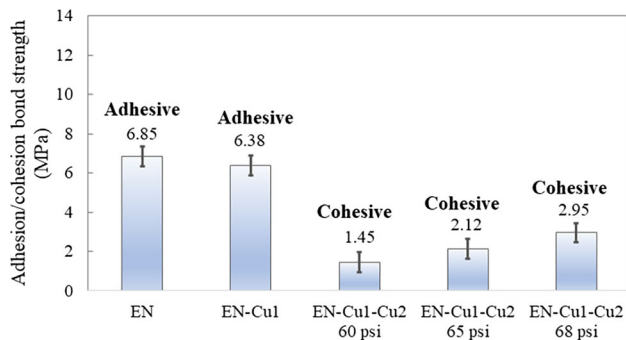 Adhesion/cohesion bond strength
(MPa)
14
12
10
8
6
4
2
0
Adhesive
6.85
Adhesive
6.38
Cohesive
1.45
Cohesive
2.12
Cohesive
2.95
EN
EN-Cu1
EN-Cu1-Cu2
60 psi
EN-Cu1-Cu2
65 psi
EN-Cu1-Cu2
68 psi